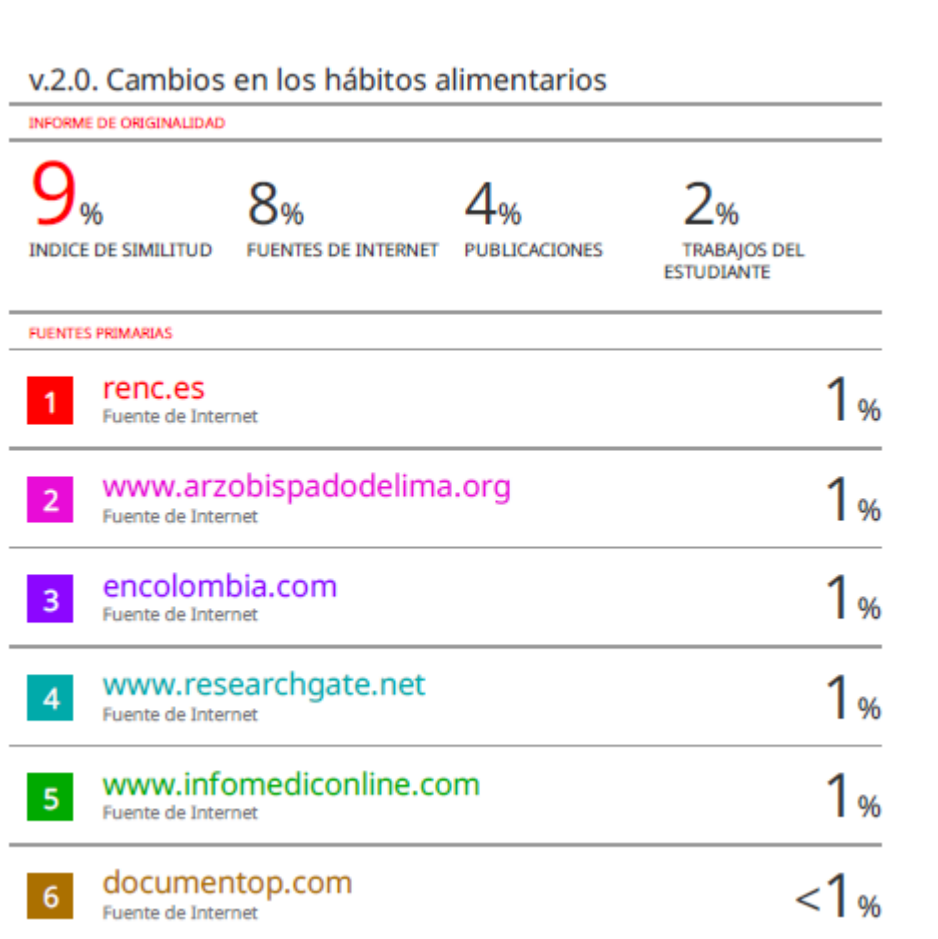 v.2.0. Cambios en los hábitos alimentarios
INFORME DE ORIGINALIDAD
9%
8%
4%
2%
INDICE DE SIMILITUD
FUENTES DE INTERNET
PUBLICACIONES
TRABAJOS DEL
ESTUDIANTE
FUENTES PRIMARIAS
1 renc.es 1%
Fuente de Internet
2 www.arzobispadodelima.org 1%
Fuente de Internet
3 encolombia.com 1%
Fuente de Internet
4 www.researchgate.net 1%
Fuente de Internet
5 www.infomediconline.com 1%
Fuente de Internet
6 documentop.com <1%
Fuente de Internet